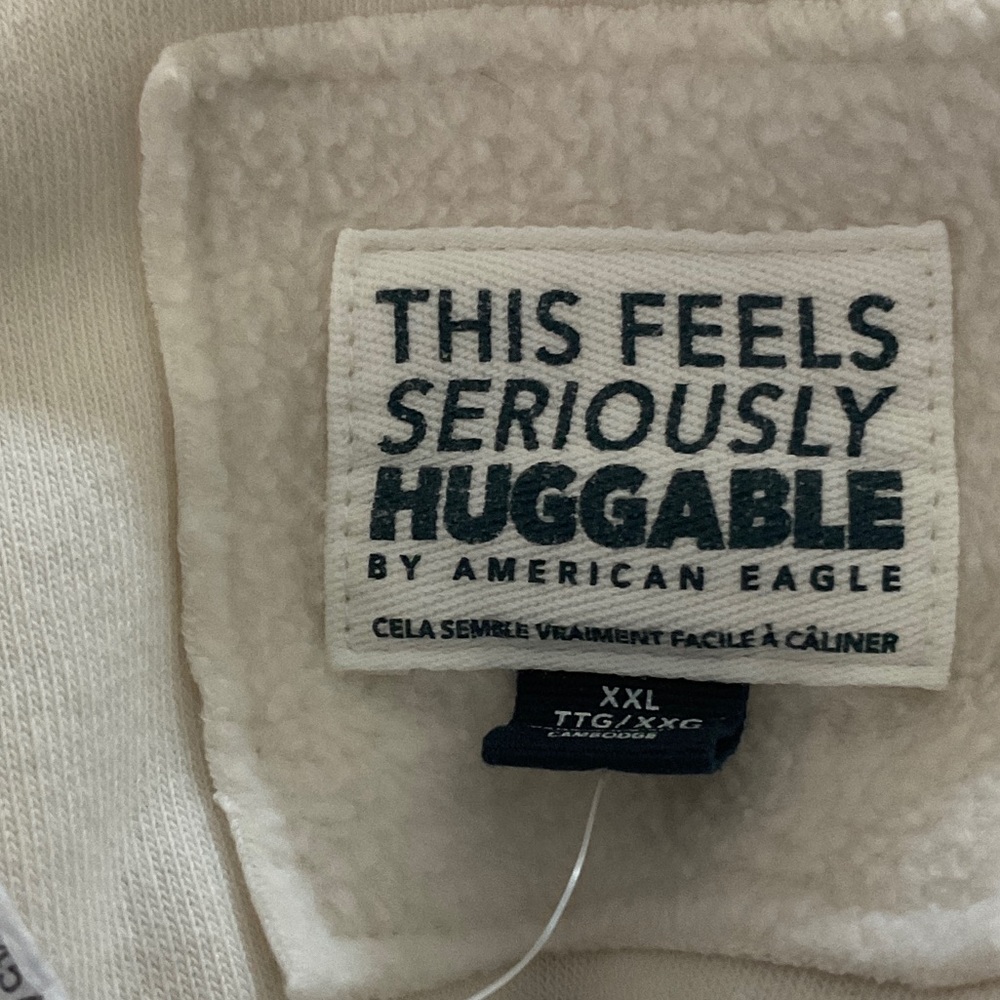 THIS FEELS
SERIOUSLY
HUGGABLE
BY AMERICAN EAGLE
CELA SEMBLE VRAIMENT FACILE À CÂLINER
XXL
TTG/XXG
CAMBODGE